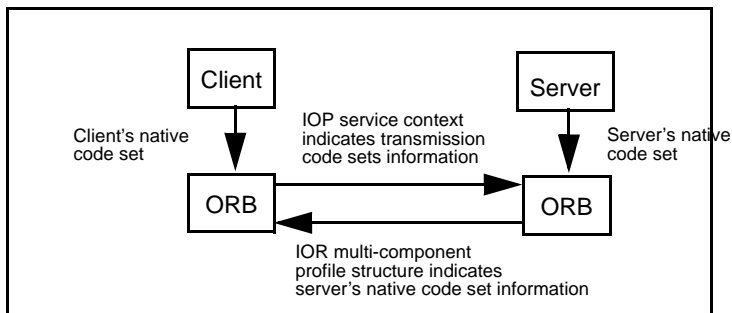 Client
Server
Client's native
code set
IOP service context
indicates transmission
code sets information
Server's native
code set
ORB
ORB
IOR multi-component
profile structure indicates
server's native code set information